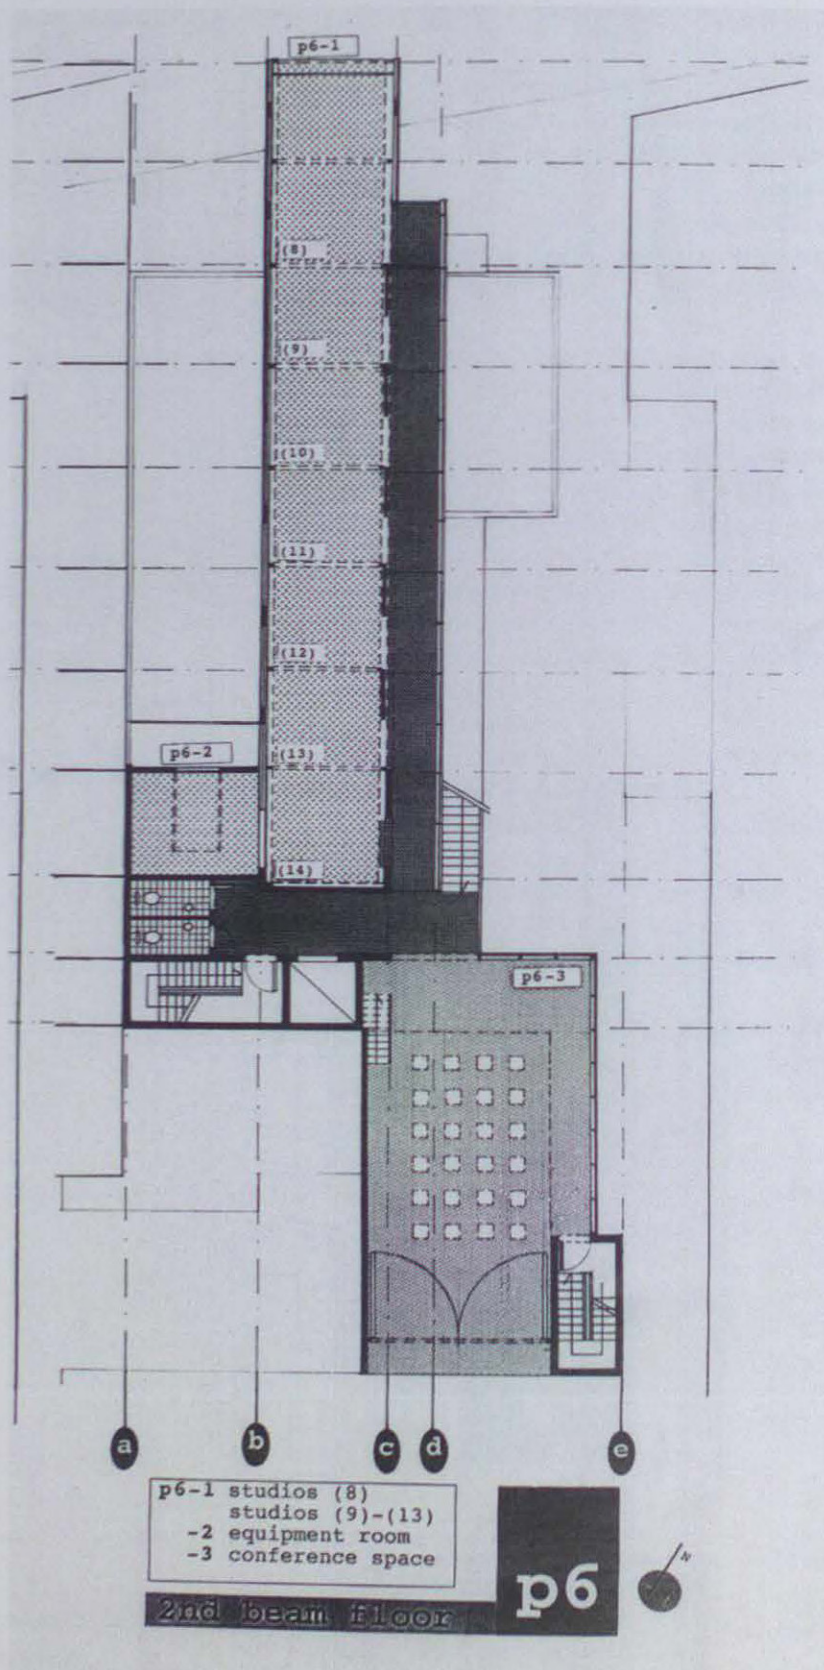 p6-1
(8)
(9)
(10)
(11)
(12)
p6-2
(13)
(14)
p6-3
a b c d e
p6-1 studios (8)
studios (9)-(13)
-2 equipment room
-3 conference space
2nd beam floor
p6
N